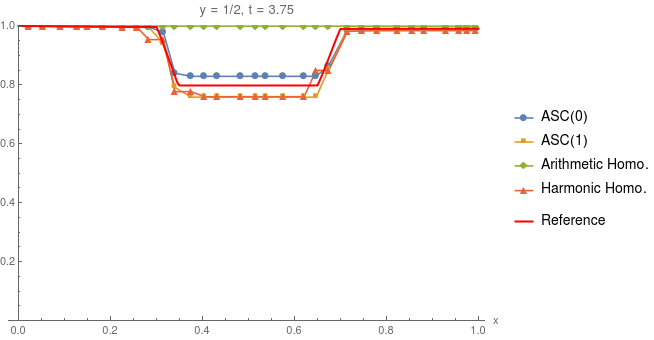 y = 1/2, t = 3.75
1.0
0.8
0.6
0.4
0.2
0.0 0.2 0.4 0.6 0.8 1.0
x
ASC(0)
ASC(1)
Arithmetic Homo.
Harmonic Homo.
Reference